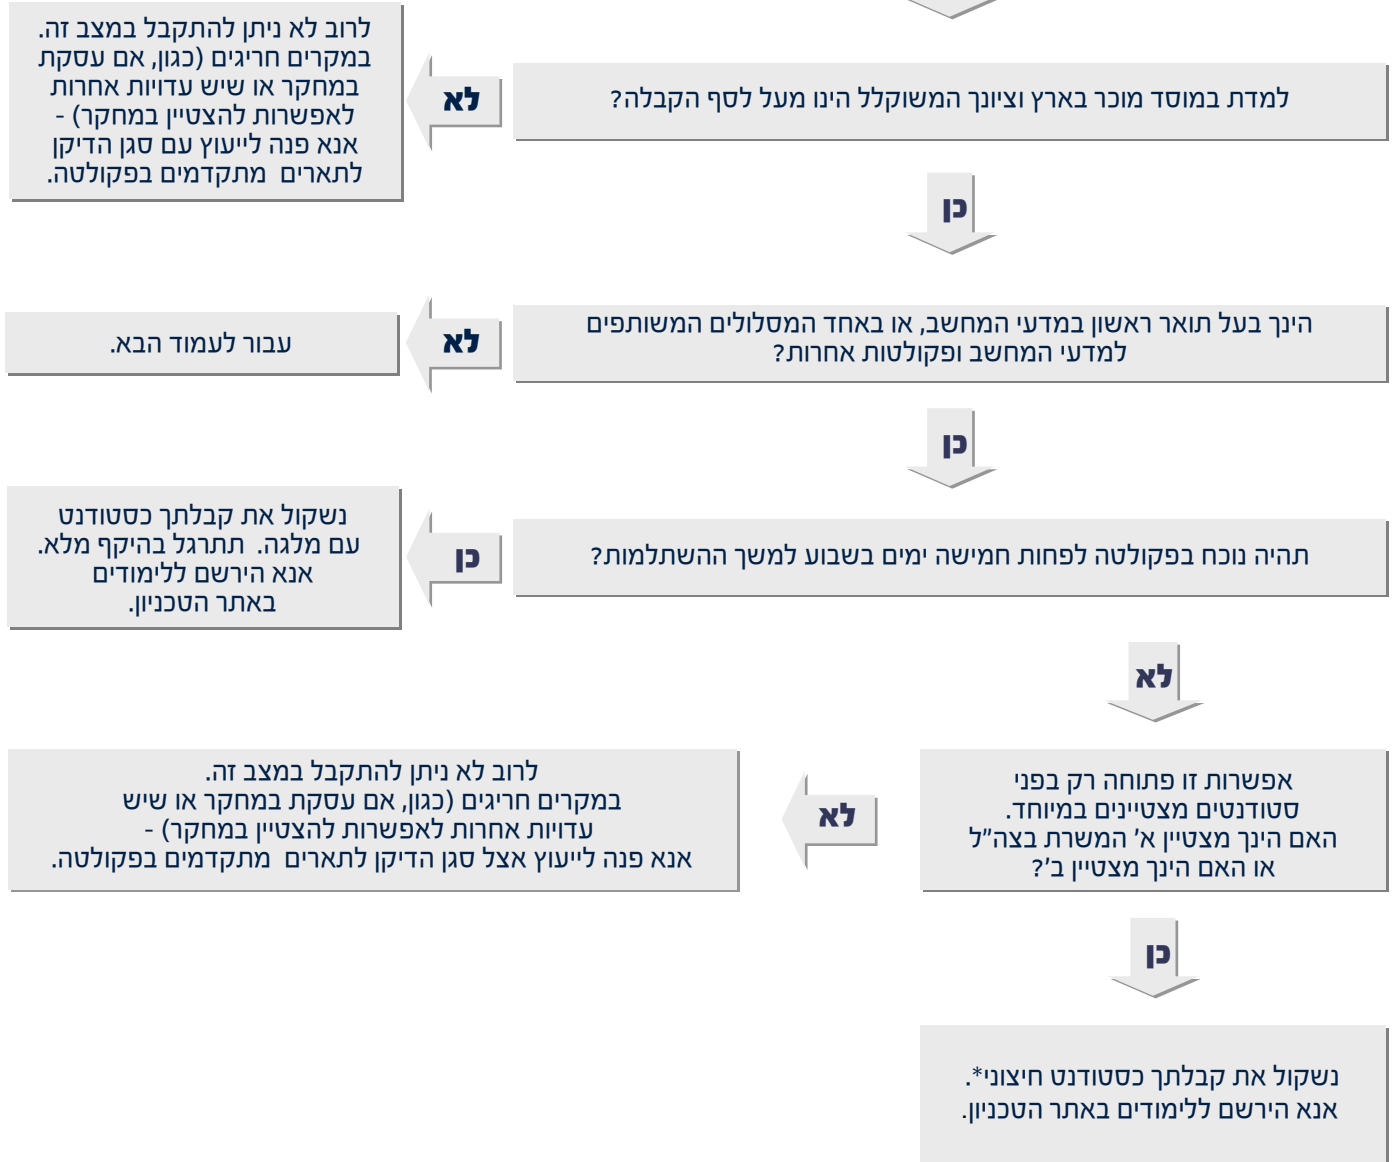 למדת במוסד מוכר בארץ וציונך המשוקלל הינו מעל לסף הקבלה?
לא
לרוב לא ניתן להתקבל במצב זה.
במקרים חריגים (כגון, אם עסקת
במחקר או שיש עדויות אחרות
לאפשרות להצטיין במחקר) -
אנא פנה לייעוץ עם סגן הדיקן
לתארים  מתקדמים בפקולטה.
כן
הינך בעל תואר ראשון במדעי המחשב, או באחד המסלולים המשותפים
למדעי המחשב ופקולטות אחרות?
לא
עבור לעמוד הבא.
כן
תהיה נוכח בפקולטה לפחות חמישה ימים בשבוע למשך ההשתלמות?
כן
נשקול את קבלתך כסטודנט
עם מלגה.  תתרגל בהיקף מלא.
אנא הירשם ללימודים
באתר הטכניון.
לא
אפשרות זו פתוחה רק בפני
סטודנטים מצטיינים במיוחד.
האם הינך מצטיין א' המשרת בצה"ל
או האם הינך מצטיין ב'?
לא
לרוב לא ניתן להתקבל במצב זה.
במקרים חריגים (כגון, אם עסקת במחקר או שיש
עדויות אחרות לאפשרות להצטיין במחקר) -
אנא פנה לייעוץ אצל סגן הדיקן לתארים  מתקדמים בפקולטה.
כן
נשקול את קבלתך כסטודנט חיצוני*.
אנא הירשם ללימודים באתר הטכניון.